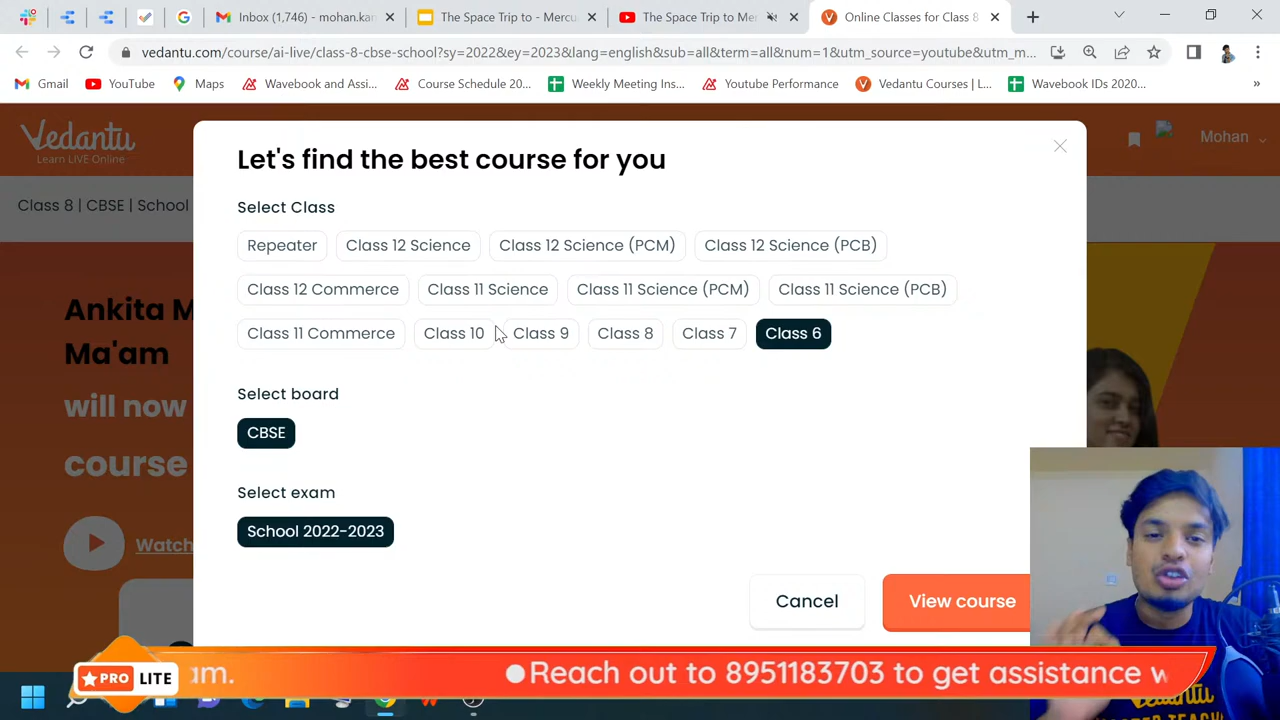 Inbox (1,746) - mohan.kar
The Space Trip to - Mercu
The Space Trip to Mer
Online Classes for Class 8
vedantu.com/course/ai-live/class-8-cbse-school?sy=2022&ey=2023&lang=english&sub=all&term=all&num=1&utm_source=youtube&utm_m...
Gmail
YouTube
Maps
Wavebook and Assi...
Course Schedule 20...
Weekly Meeting Ins...
Youtube Performance
Vedantu Courses | L...
Wavebook IDs 2020...
»
Vedantu
Learn LIVE Online
Mohan
Class 8 | CBSE | School
Let's find the best course for you
Select Class
Repeater
Class 12 Science
Class 12 Science (PCM)
Class 12 Science (PCB)
Class 12 Commerce
Class 11 Science
Class 11 Science (PCM)
Class 11 Science (PCB)
Class 11 Commerce
Class 10
Class 9
Class 8
Class 7
Class 6
Select board
CBSE
Select exam
School 2022-2023
Cancel
View course
Ankita M
Ma'am
will now
course
Watch
PRO LITE
am.
Reach out to 8951183703 to get assistance w
Vedantu